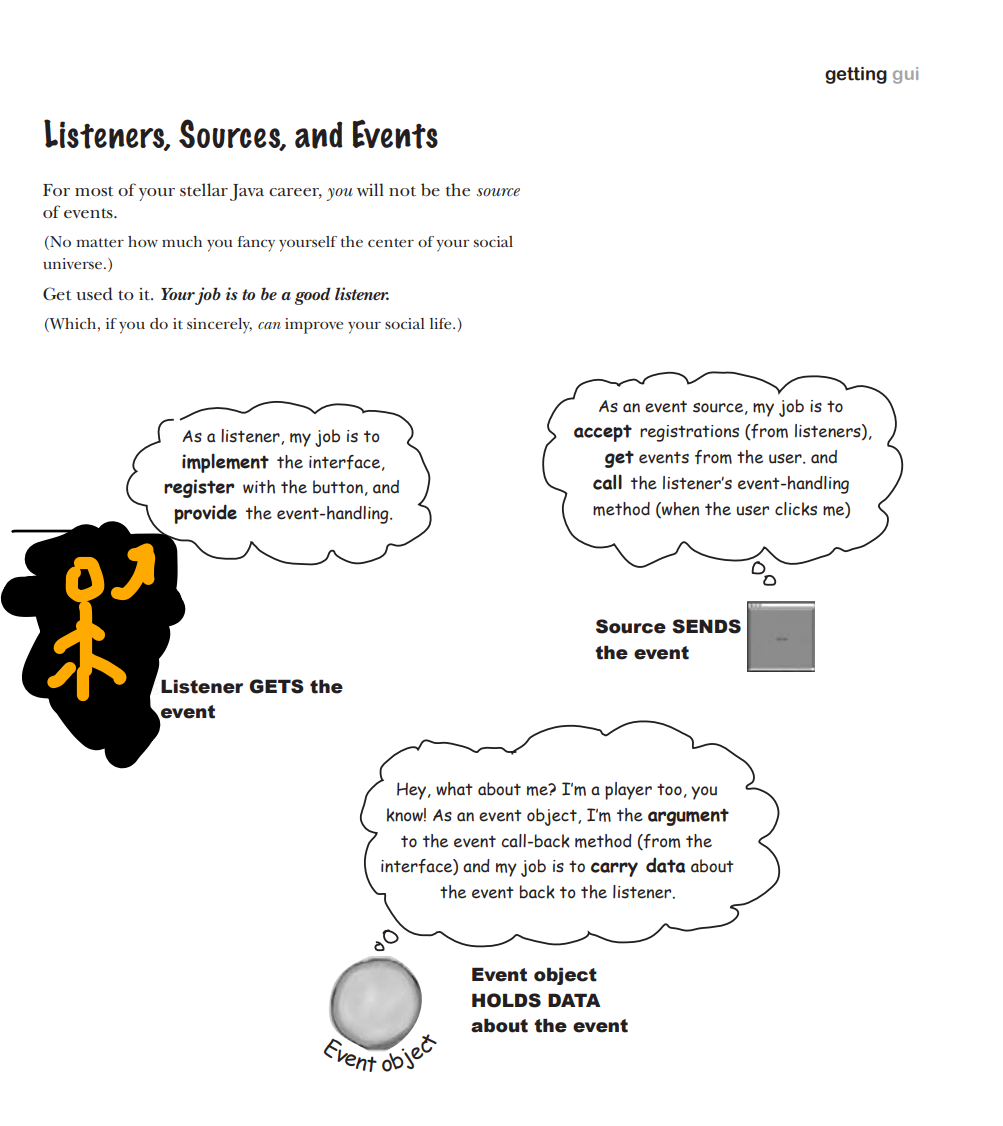 getting gui
Listeners, Sources, and Events
For most of your stellar Java career, you will not be the source
of events.
(No matter how much you fancy yourself the center of your social
universe.)
Get used to it. Your job is to be a good listener.
(Which, if you do it sincerely, can improve your social life.)
As a listener, my job is to
implement the interface,
register with the button, and
provide the event-handling.
As an event source, my job is to
accept registrations (from listeners),
get events from the user. and
call the listener's event-handling
method (when the user clicks me)
Source SENDS
the event
Listener GETS the
event
Hey, what about me? I'm a player too, you
know! As an event object, I'm the argument
to the event call-back method (from the
interface) and my job is to carry data about
the event back to the listener.
Event object
HOLDS DATA
about the event
Event object